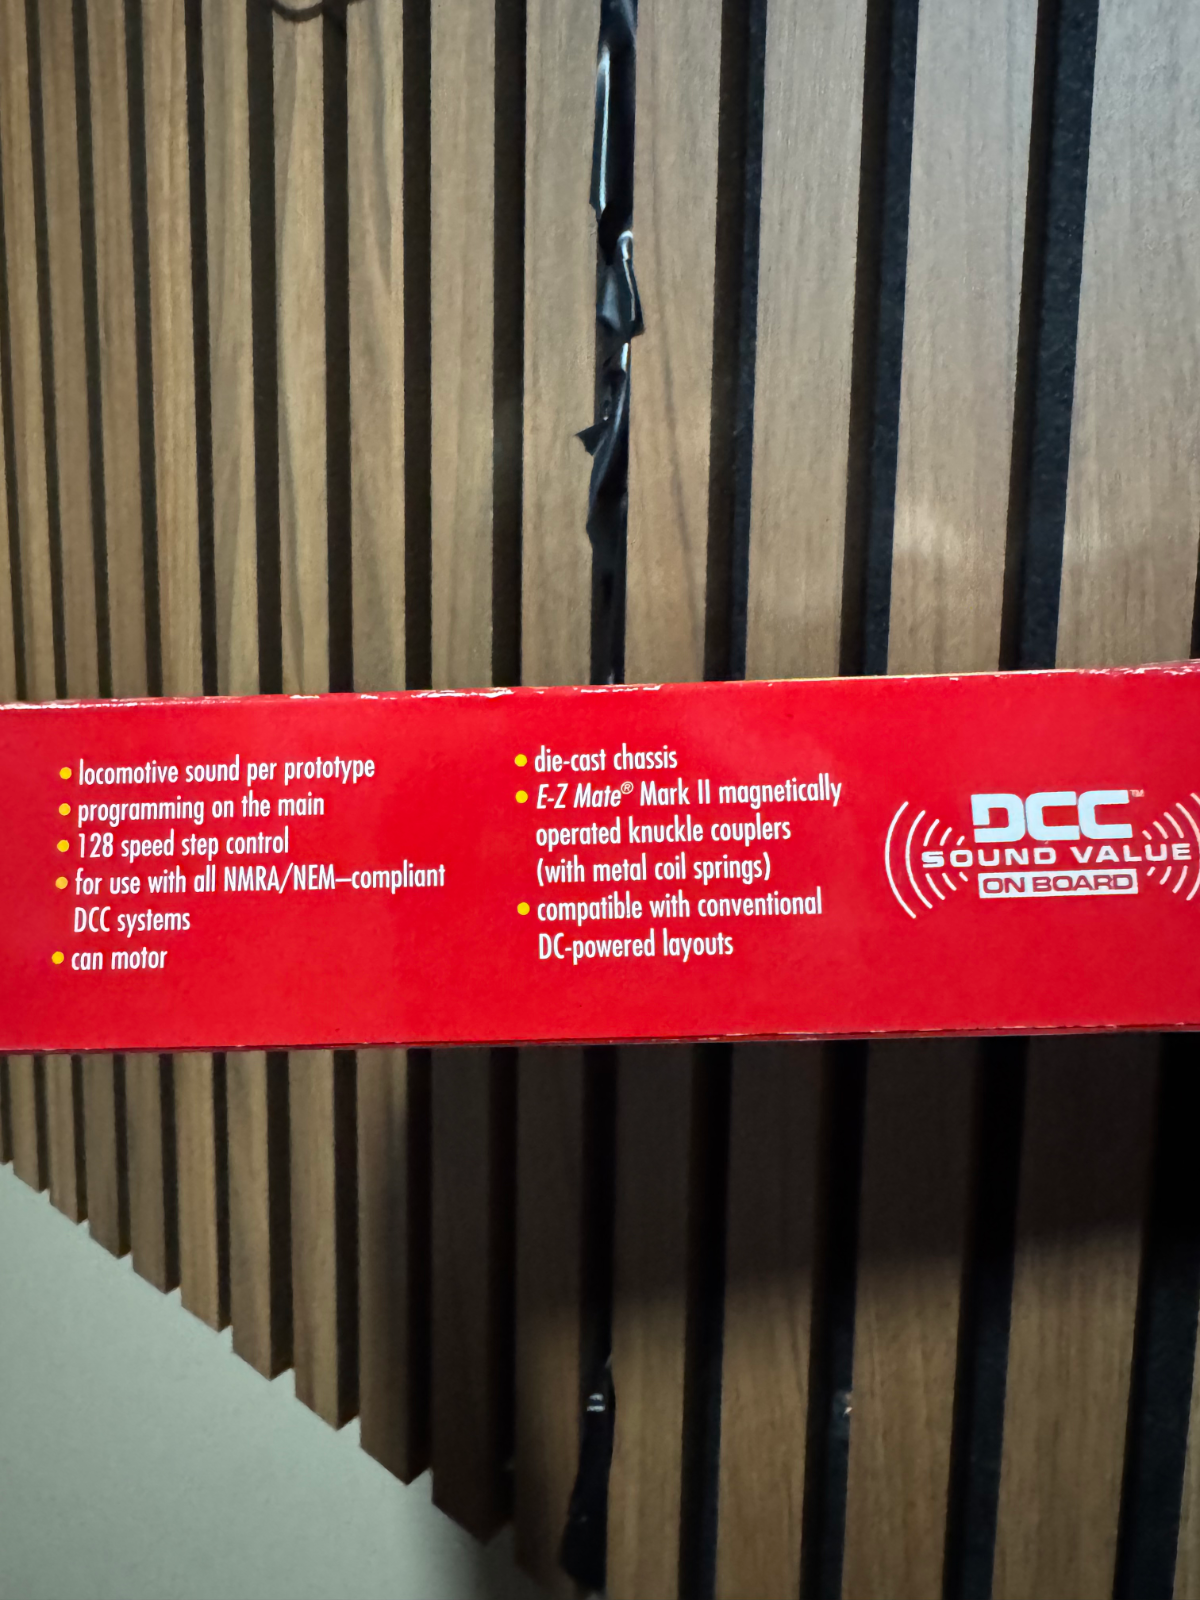 • locomotive sound per prototype
• programming on the main
• 128 speed step control
• for use with all NMRA/NEM–compliant
DCC systems
• can motor
• die-cast chassis
• E-Z Mate® Mark II magnetically
operated knuckle couplers
(with metal coil springs)
• compatible with conventional
DC-powered layouts
DCC™
SOUND VALUE
ON BOARD